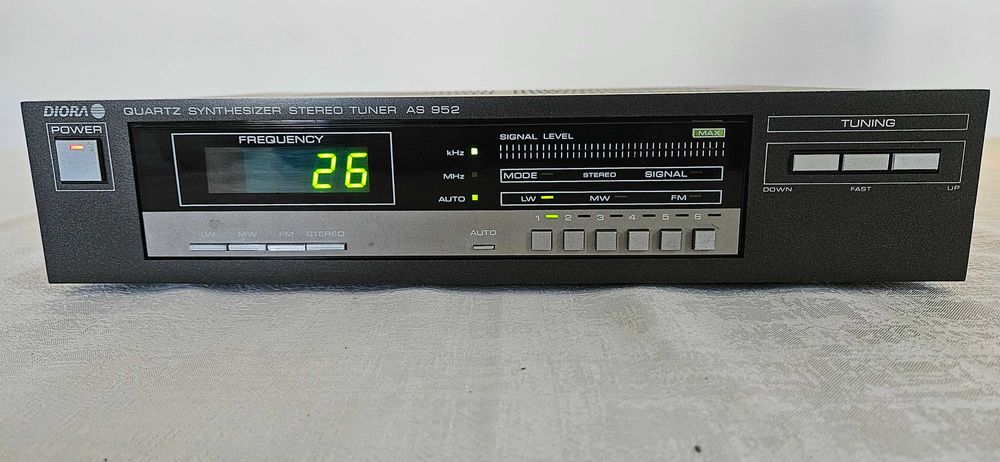 DIORA QUARTZ SYNTHESIZER STEREO TUNER AS 952
POWER
FREQUENCY
26
kHz
MHz
AUTO
SIGNAL LEVEL MAX
MODE STEREO SIGNAL
LW MW FM
1 2 3 4 5 6
LW MW FM STEREO
AUTO
TUNING
DOWN FAST UP